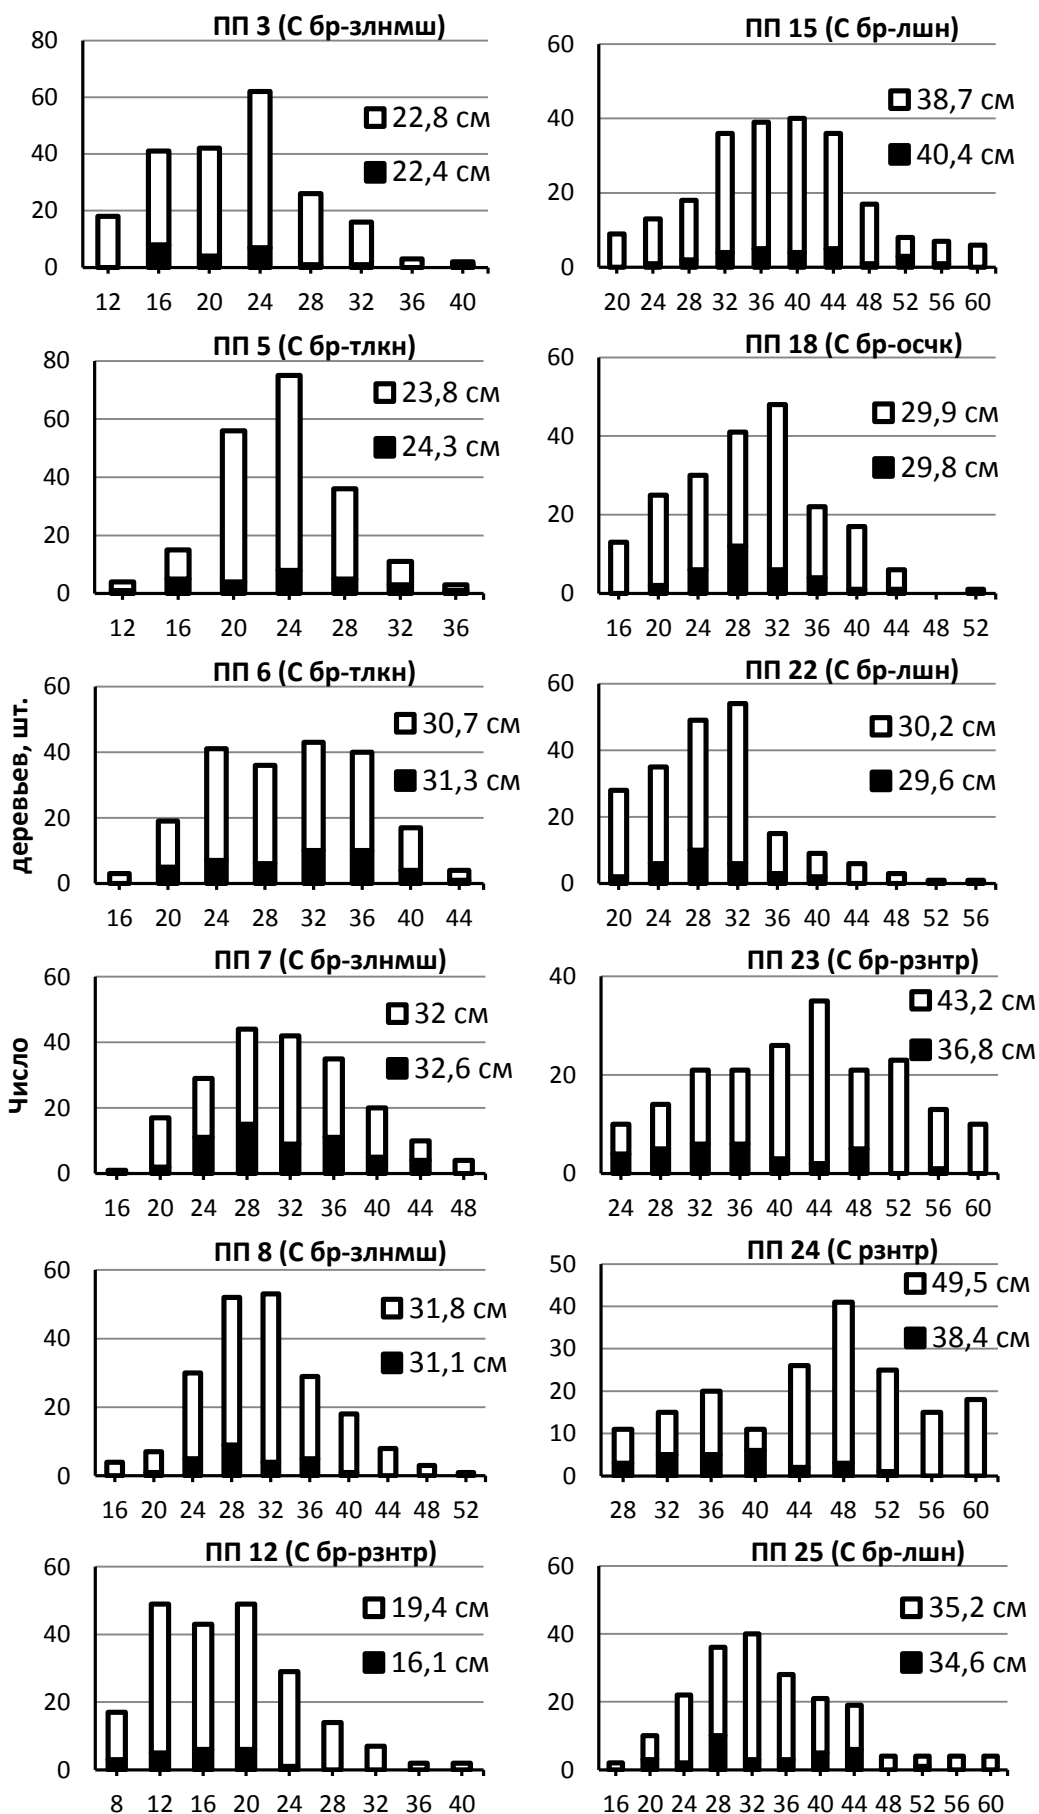 ПП 3 (С бр-злнмш)
80
60
40
20
0
22,8 см
22,4 см
12 16 20 24 28 32 36 40
ПП 15 (С бр-лшн)
60
40
20
0
38,7 см
40,4 см
20 24 28 32 36 40 44 48 52 56 60
ПП 5 (С бр-тлкн)
80
60
40
20
0
23,8 см
24,3 см
12 16 20 24 28 32 36
ПП 18 (С бр-осчк)
60
40
20
0
29,9 см
29,8 см
16 20 24 28 32 36 40 44 48 52
Число деревьев, шт.
ПП 6 (С бр-тлкн)
60
40
20
0
30,7 см
31,3 см
16 20 24 28 32 36 40 44
ПП 22 (С бр-лшн)
60
40
20
0
30,2 см
29,6 см
20 24 28 32 36 40 44 48 52 56
ПП 7 (С бр-злнмш)
60
40
20
0
32 см
32,6 см
16 20 24 28 32 36 40 44 48
ПП 23 (С бр-рзнтр)
40
20
0
43,2 см
36,8 см
24 28 32 36 40 44 48 52 56 60
ПП 8 (С бр-злнмш)
60
40
20
0
31,8 см
31,1 см
16 20 24 28 32 36 40 44 48 52
ПП 24 (С рзнтр)
50
40
30
20
10
0
49,5 см
38,4 см
28 32 36 40 44 48 52 56 60
ПП 12 (С бр-рзнтр)
60
40
20
0
19,4 см
16,1 см
8 12 16 20 24 28 32 36 40
ПП 25 (С бр-лшн)
60
40
20
0
35,2 см
34,6 см
16 20 24 28 32 36 40 44 48 52 56 60